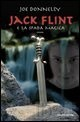 JOE DONNELLY
JACK FLINT
E LA SPADA MAGICA